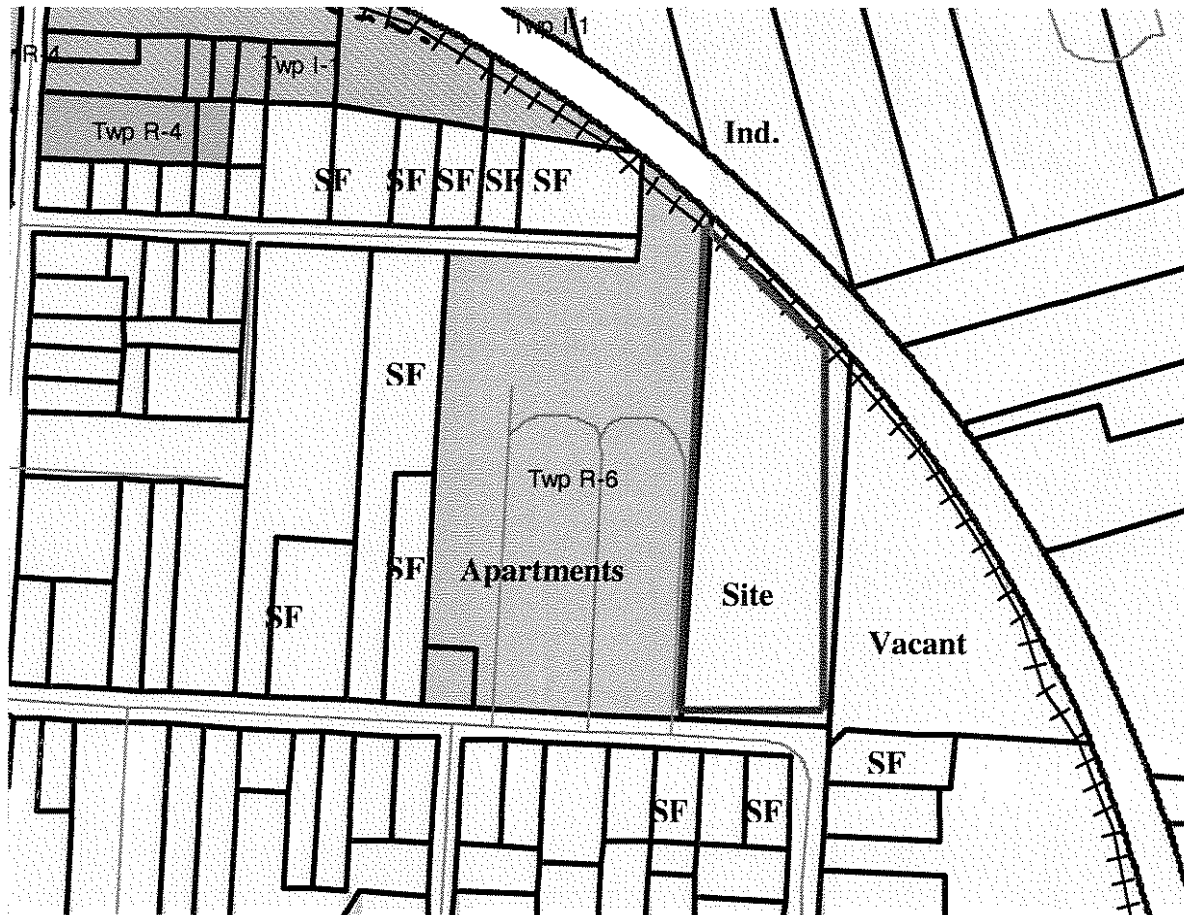 Twp I-1
R-4
Twp I-
Twp R-4
Ind.
SF SF SF SF SF
SF
Twp R-6
SF
Apartments
Site
SF
Vacant
SF
SF
SF